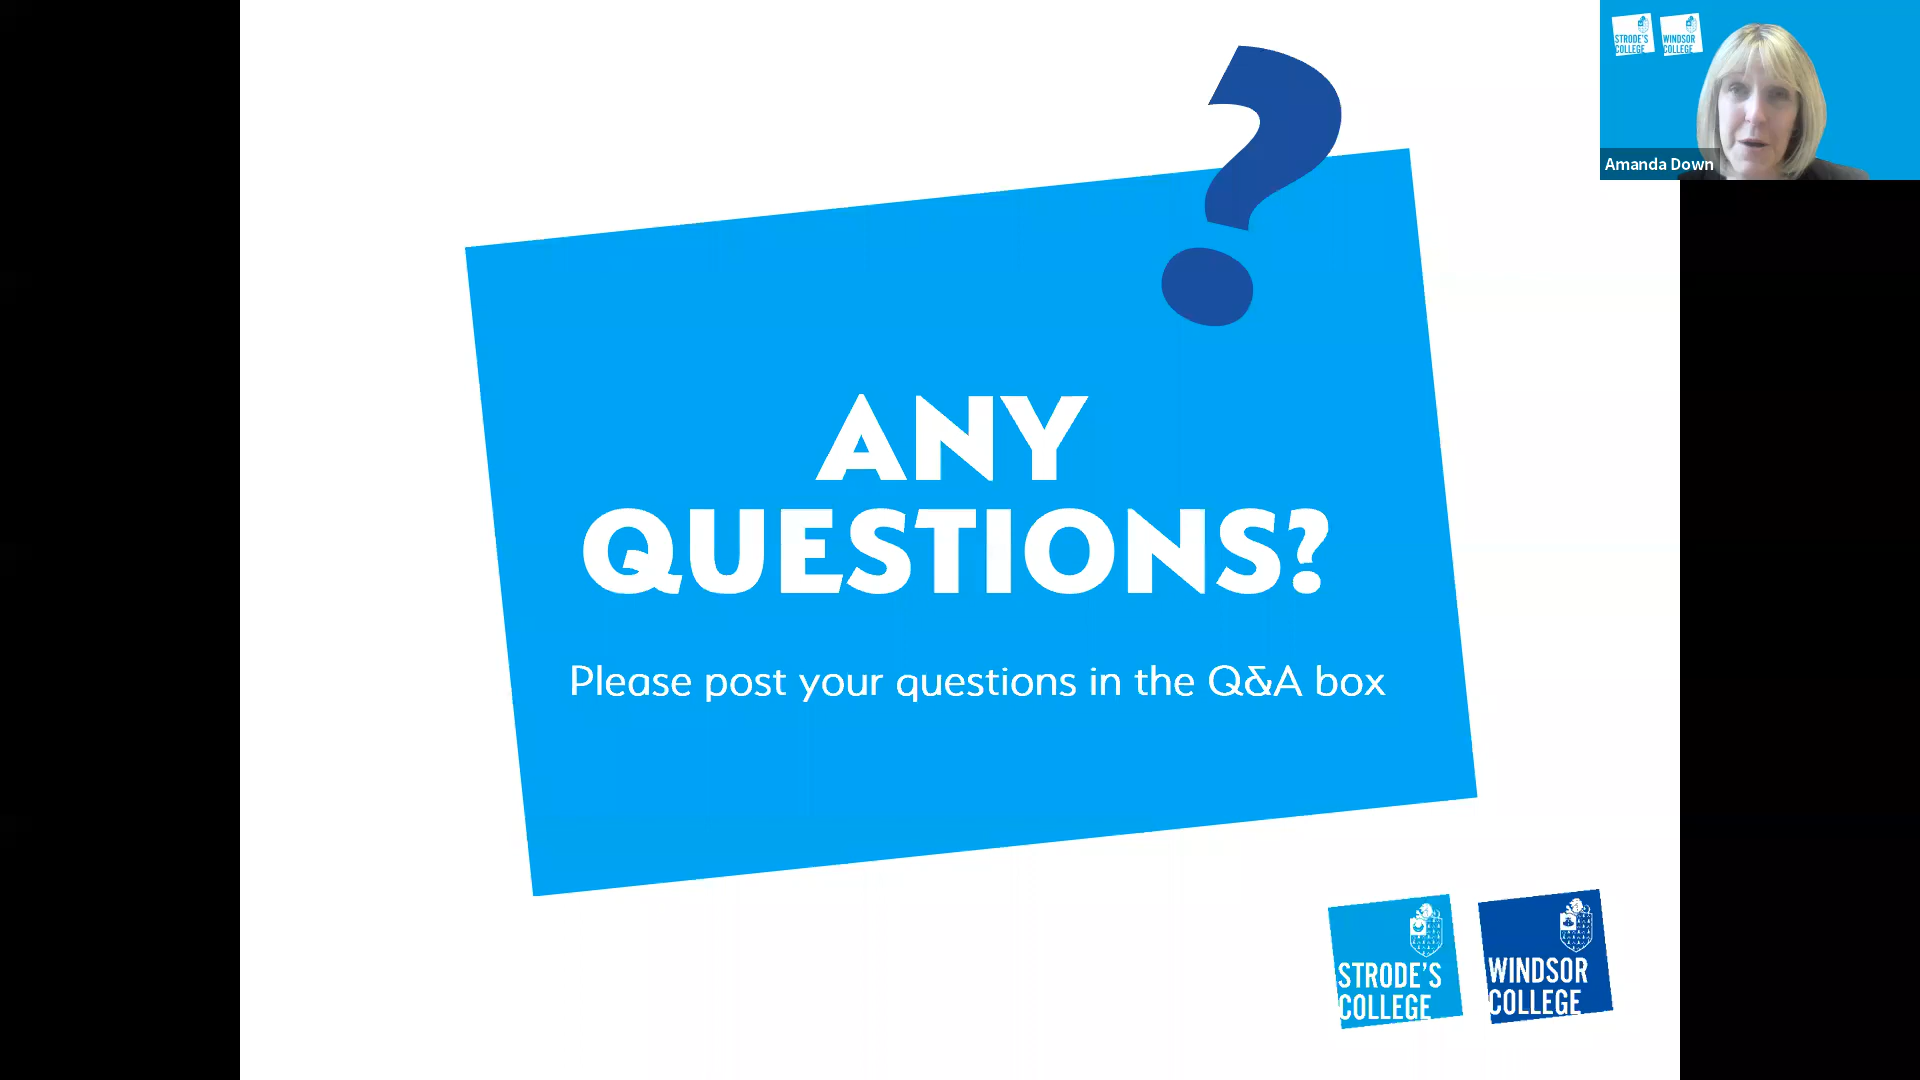 STRODE'S
COLLEGE
WINDSOR
COLLEGE
Amanda Down
?
ANY
QUESTIONS?
Please post your questions in the Q&A box
STRODE'S
COLLEGE
WINDSOR
COLLEGE